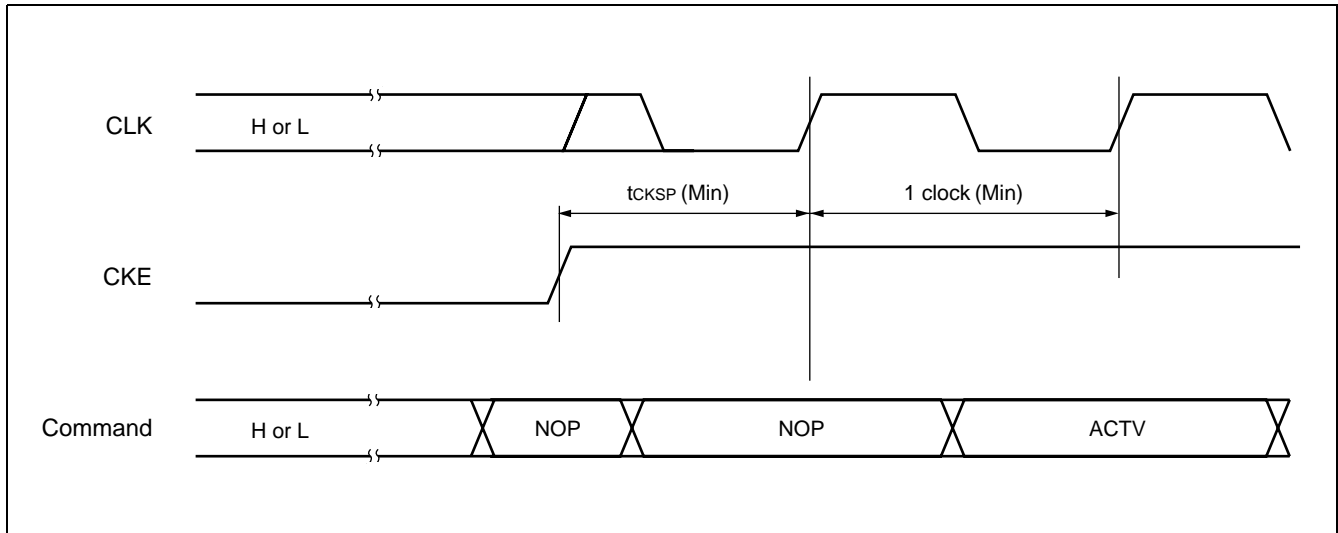 CLK
H or L
tCKSP (Min)
1 clock (Min)
CKE
Command
H or L
NOP
NOP
ACTV